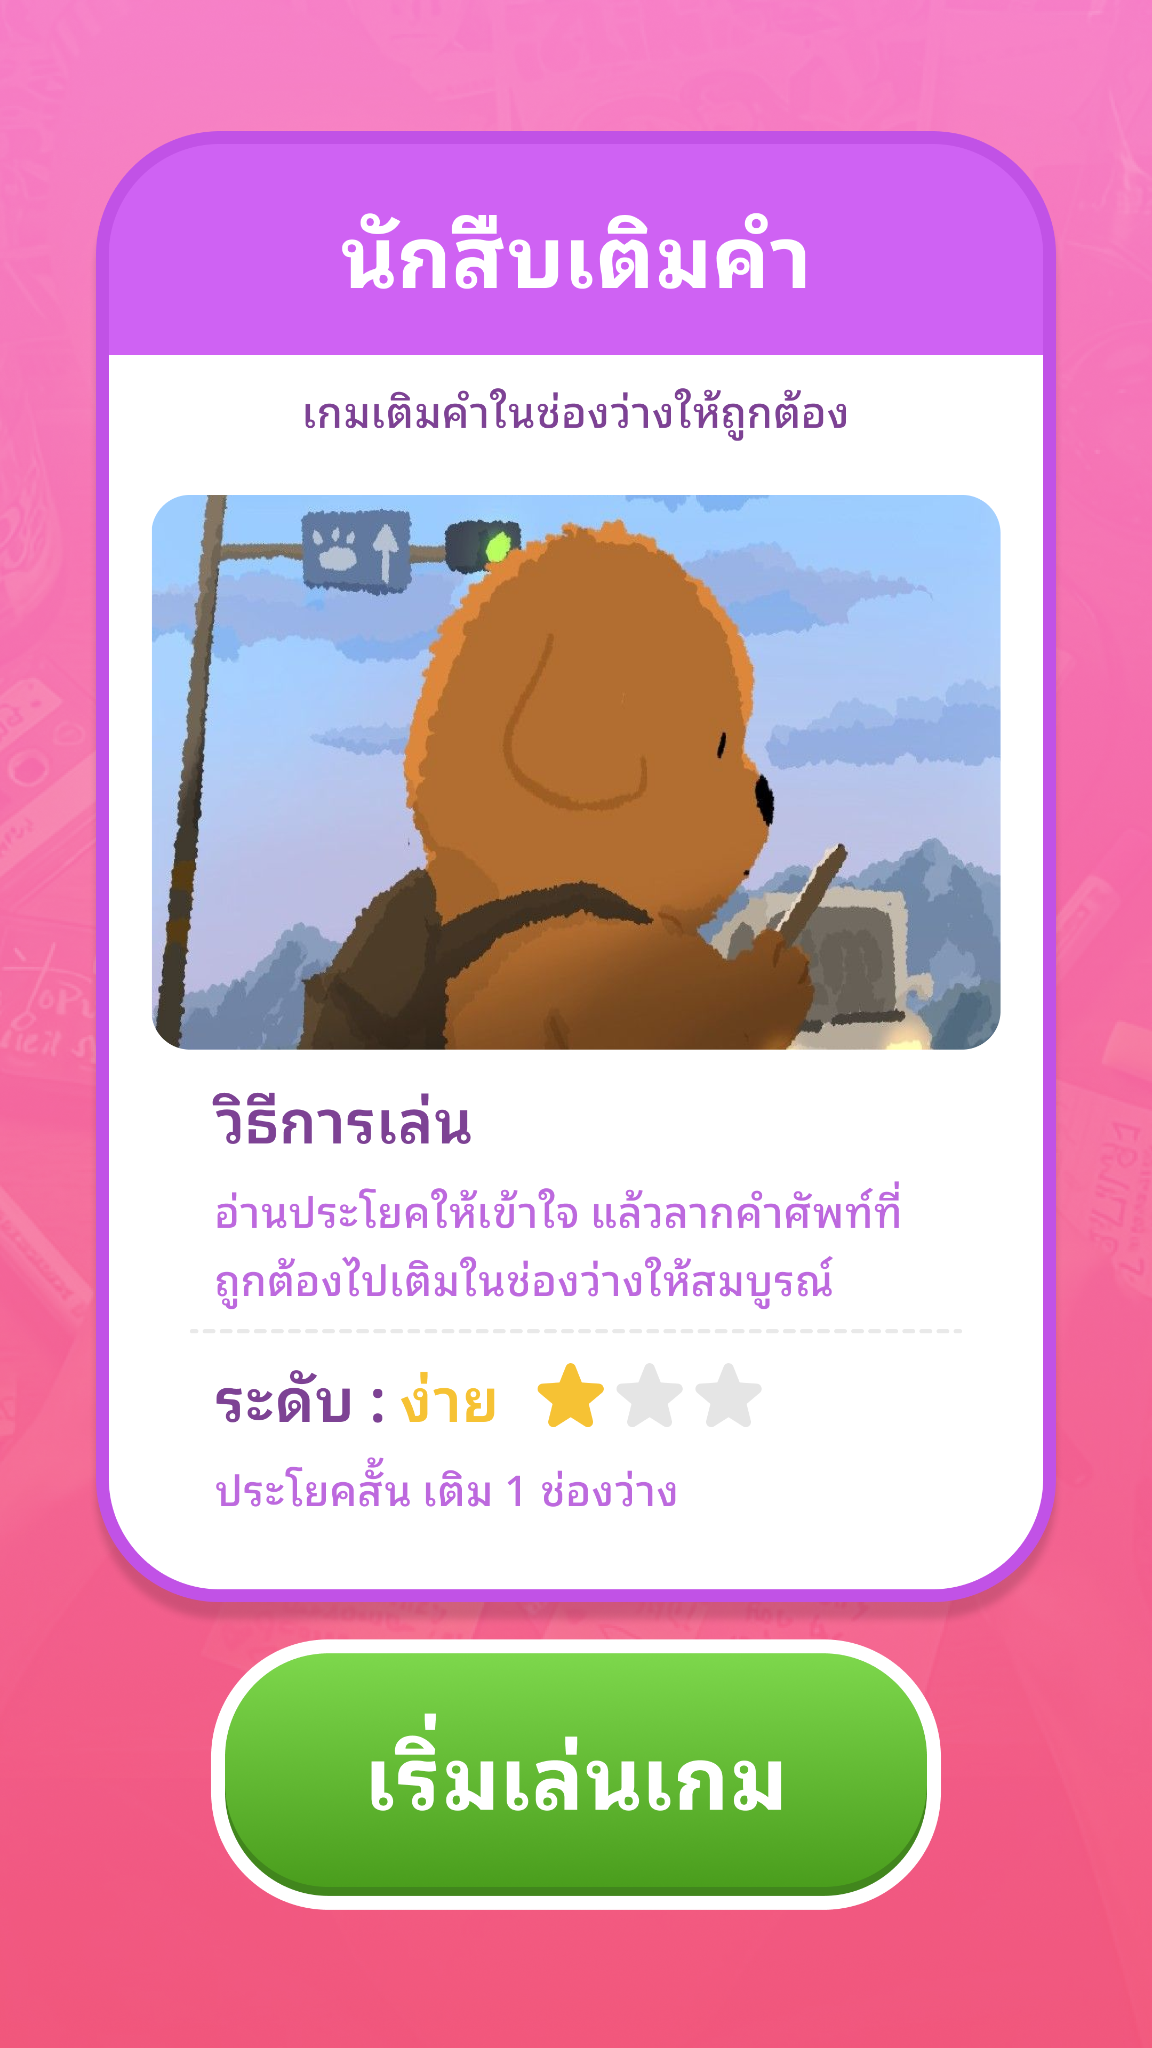 นักสืบเติมคำ
เกมเติมคำในช่องว่างให้ถูกต้อง
วิธีการเล่น
อ่านประโยคให้เข้าใจ แล้วลากคำศัพท์ที่
ถูกต้องไปเติมในช่องว่างให้สมบูรณ์
ระดับ : ง่าย
ประโยคสั้น เติม 1 ช่องว่าง
เริ่มเล่นเกม